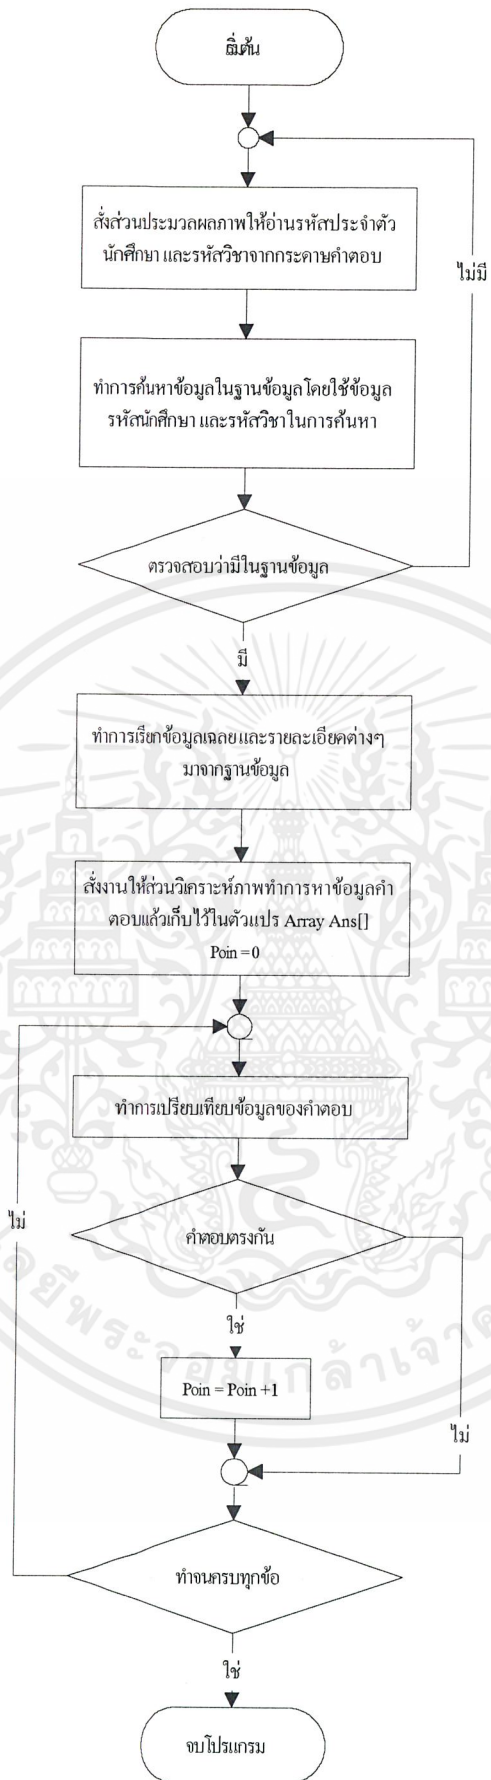 เริ่มต้น
สั่งส่วนประมวลผลภาพให้อ่านรหัสประจำตัว
นักศึกษา และรหัสวิชาจากกระดาษคำตอบ
ไม่มี
ทำการค้นหาข้อมูลในฐานข้อมูลโดยใช้ข้อมูล
รหัสนักศึกษา และรหัสวิชาในการค้นหา
ตรวจสอบว่ามีในฐานข้อมูล
มี
ทำการเรียกข้อมูลเฉลย และรายละเอียดต่างๆ
มาจากฐานข้อมูล
สั่งงานให้ส่วนวิเคราะห์ภาพทำการหาข้อมูลคำ
ตอบแล้วเก็บไว้ในตัวแปร Array Ans[]
Poin =0
ทำการเปรียบเทียบข้อมูลของคำตอบ
ไม่
คำตอบตรงกัน
ใช่
Poin = Poin +1
ไม่
ทำจนครบทุกข้อ
ใช่
จบโปรแกรม